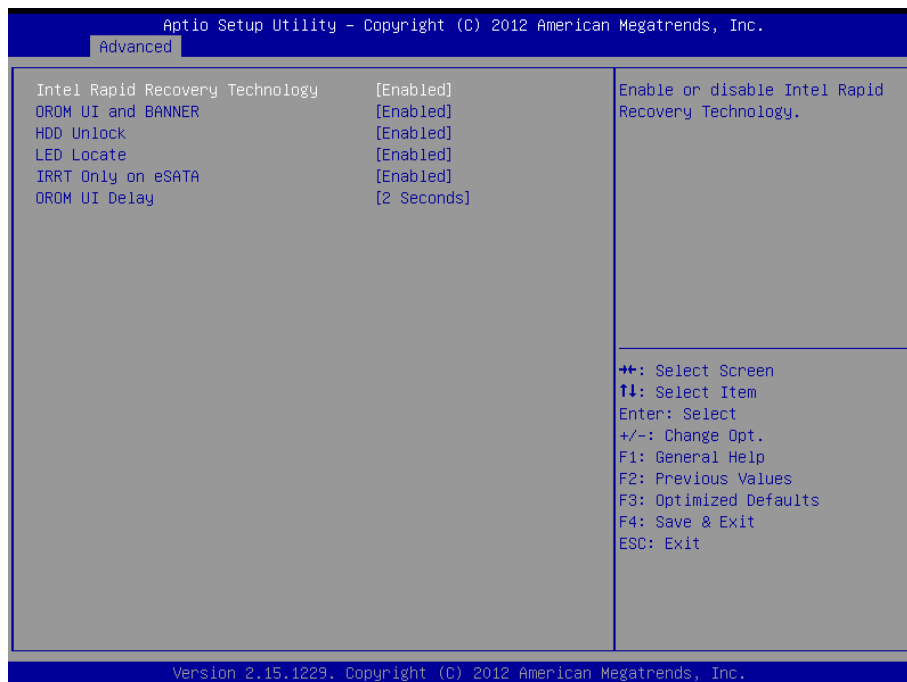 Aptio Setup Utility – Copyright (C) 2012 American Megatrends, Inc.
Advanced
Intel Rapid Recovery Technology [Enabled]
OROM UI and BANNER [Enabled]
HDD Unlock [Enabled]
LED Locate [Enabled]
IRRT Only on eSATA [Enabled]
OROM UI Delay [2 Seconds]
Enable or disable Intel Rapid
Recovery Technology.
→←: Select Screen
↑↓: Select Item
Enter: Select
+/-: Change Opt.
F1: General Help
F2: Previous Values
F3: Optimized Defaults
F4: Save & Exit
ESC: Exit
Version 2.15.1229. Copyright (C) 2012 American Megatrends, Inc.